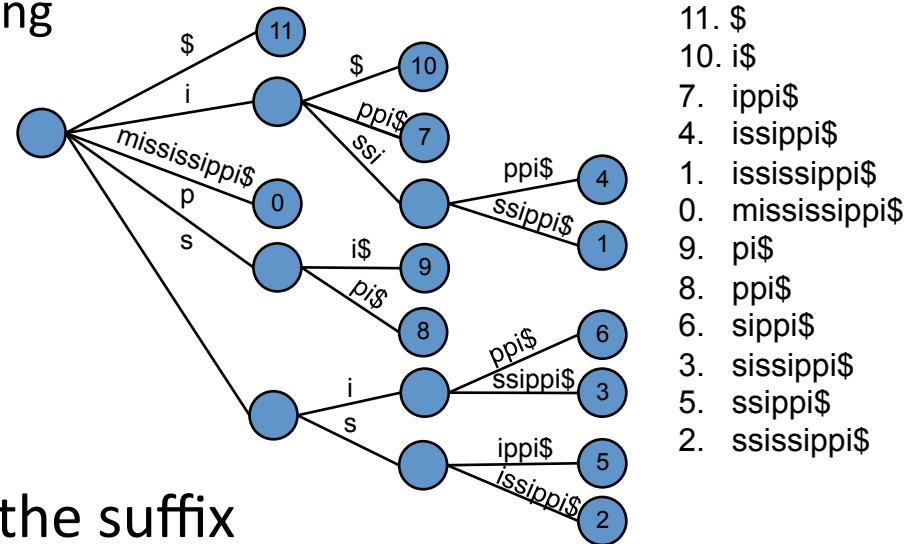 ng
$
11
i
mississippi$
0
p
s
$
10
ppi$
7
ssi
ppi$
4
ssippi$
1
i$
9
pi$
8
i
ppi$
6
ssippi$
3
s
ippi$
5
issippi$
2
the suffix
11. $
10. i$
7. ippi$
4. issippi$
1. ississippi$
0. mississippi$
9. pi$
8. ppi$
6. sippi$
3. sissippi$
5. ssippi$
2. ssissippi$